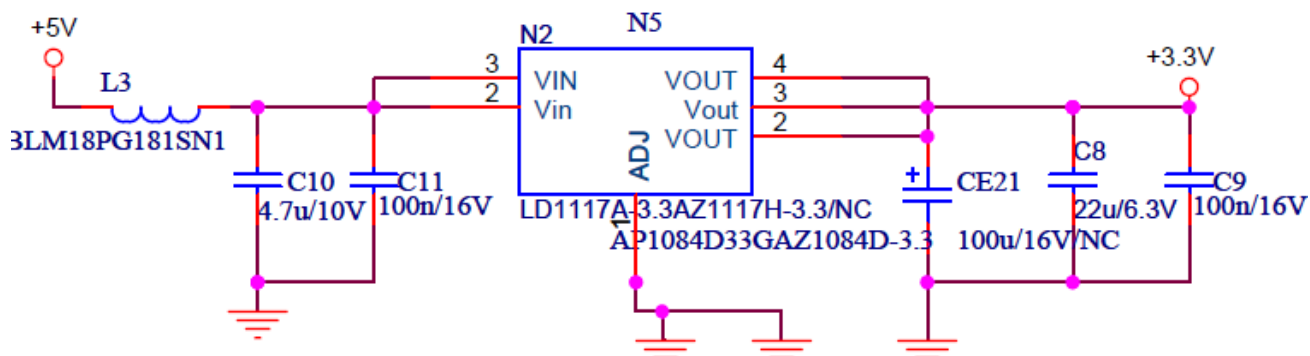 +5V
L3
BLM18PG181SN1
C10
4.7u/10V
C11
100n/16V
N2
N5
3
VIN
2
Vin
VOUT
4
Vout
3
VOUT
2
ADJ
1
LD1117A-3.3AZ1117H-3.3/NC
AP1084D33GAZ1084D-3.3
CE21
100u/16V/NC
+
C8
22u/6.3V
+3.3V
C9
100n/16V